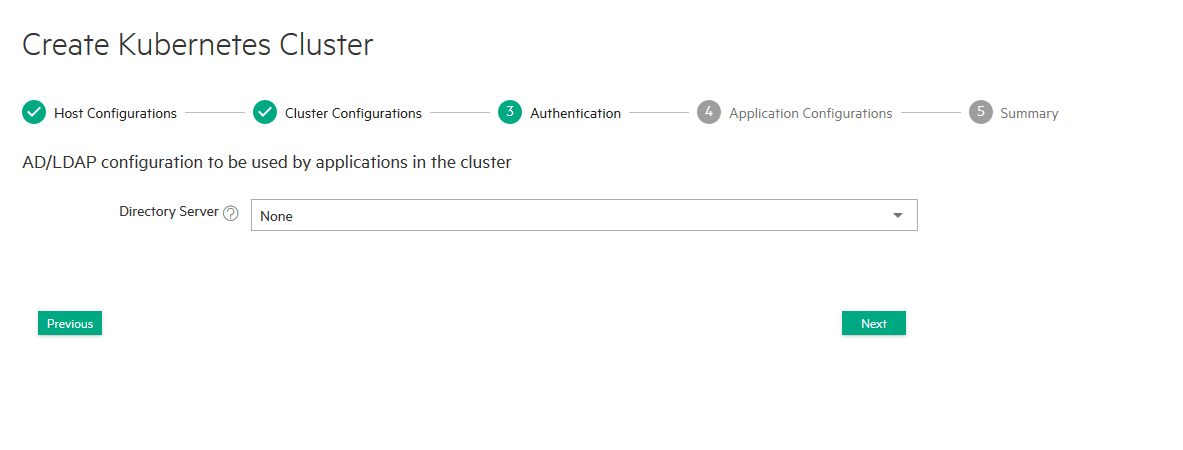 Create Kubernetes Cluster
Host Configurations Cluster Configurations 3 Authentication 4 Application Configurations 5 Summary
AD/LDAP configuration to be used by applications in the cluster
Directory Server ? None
Previous Next